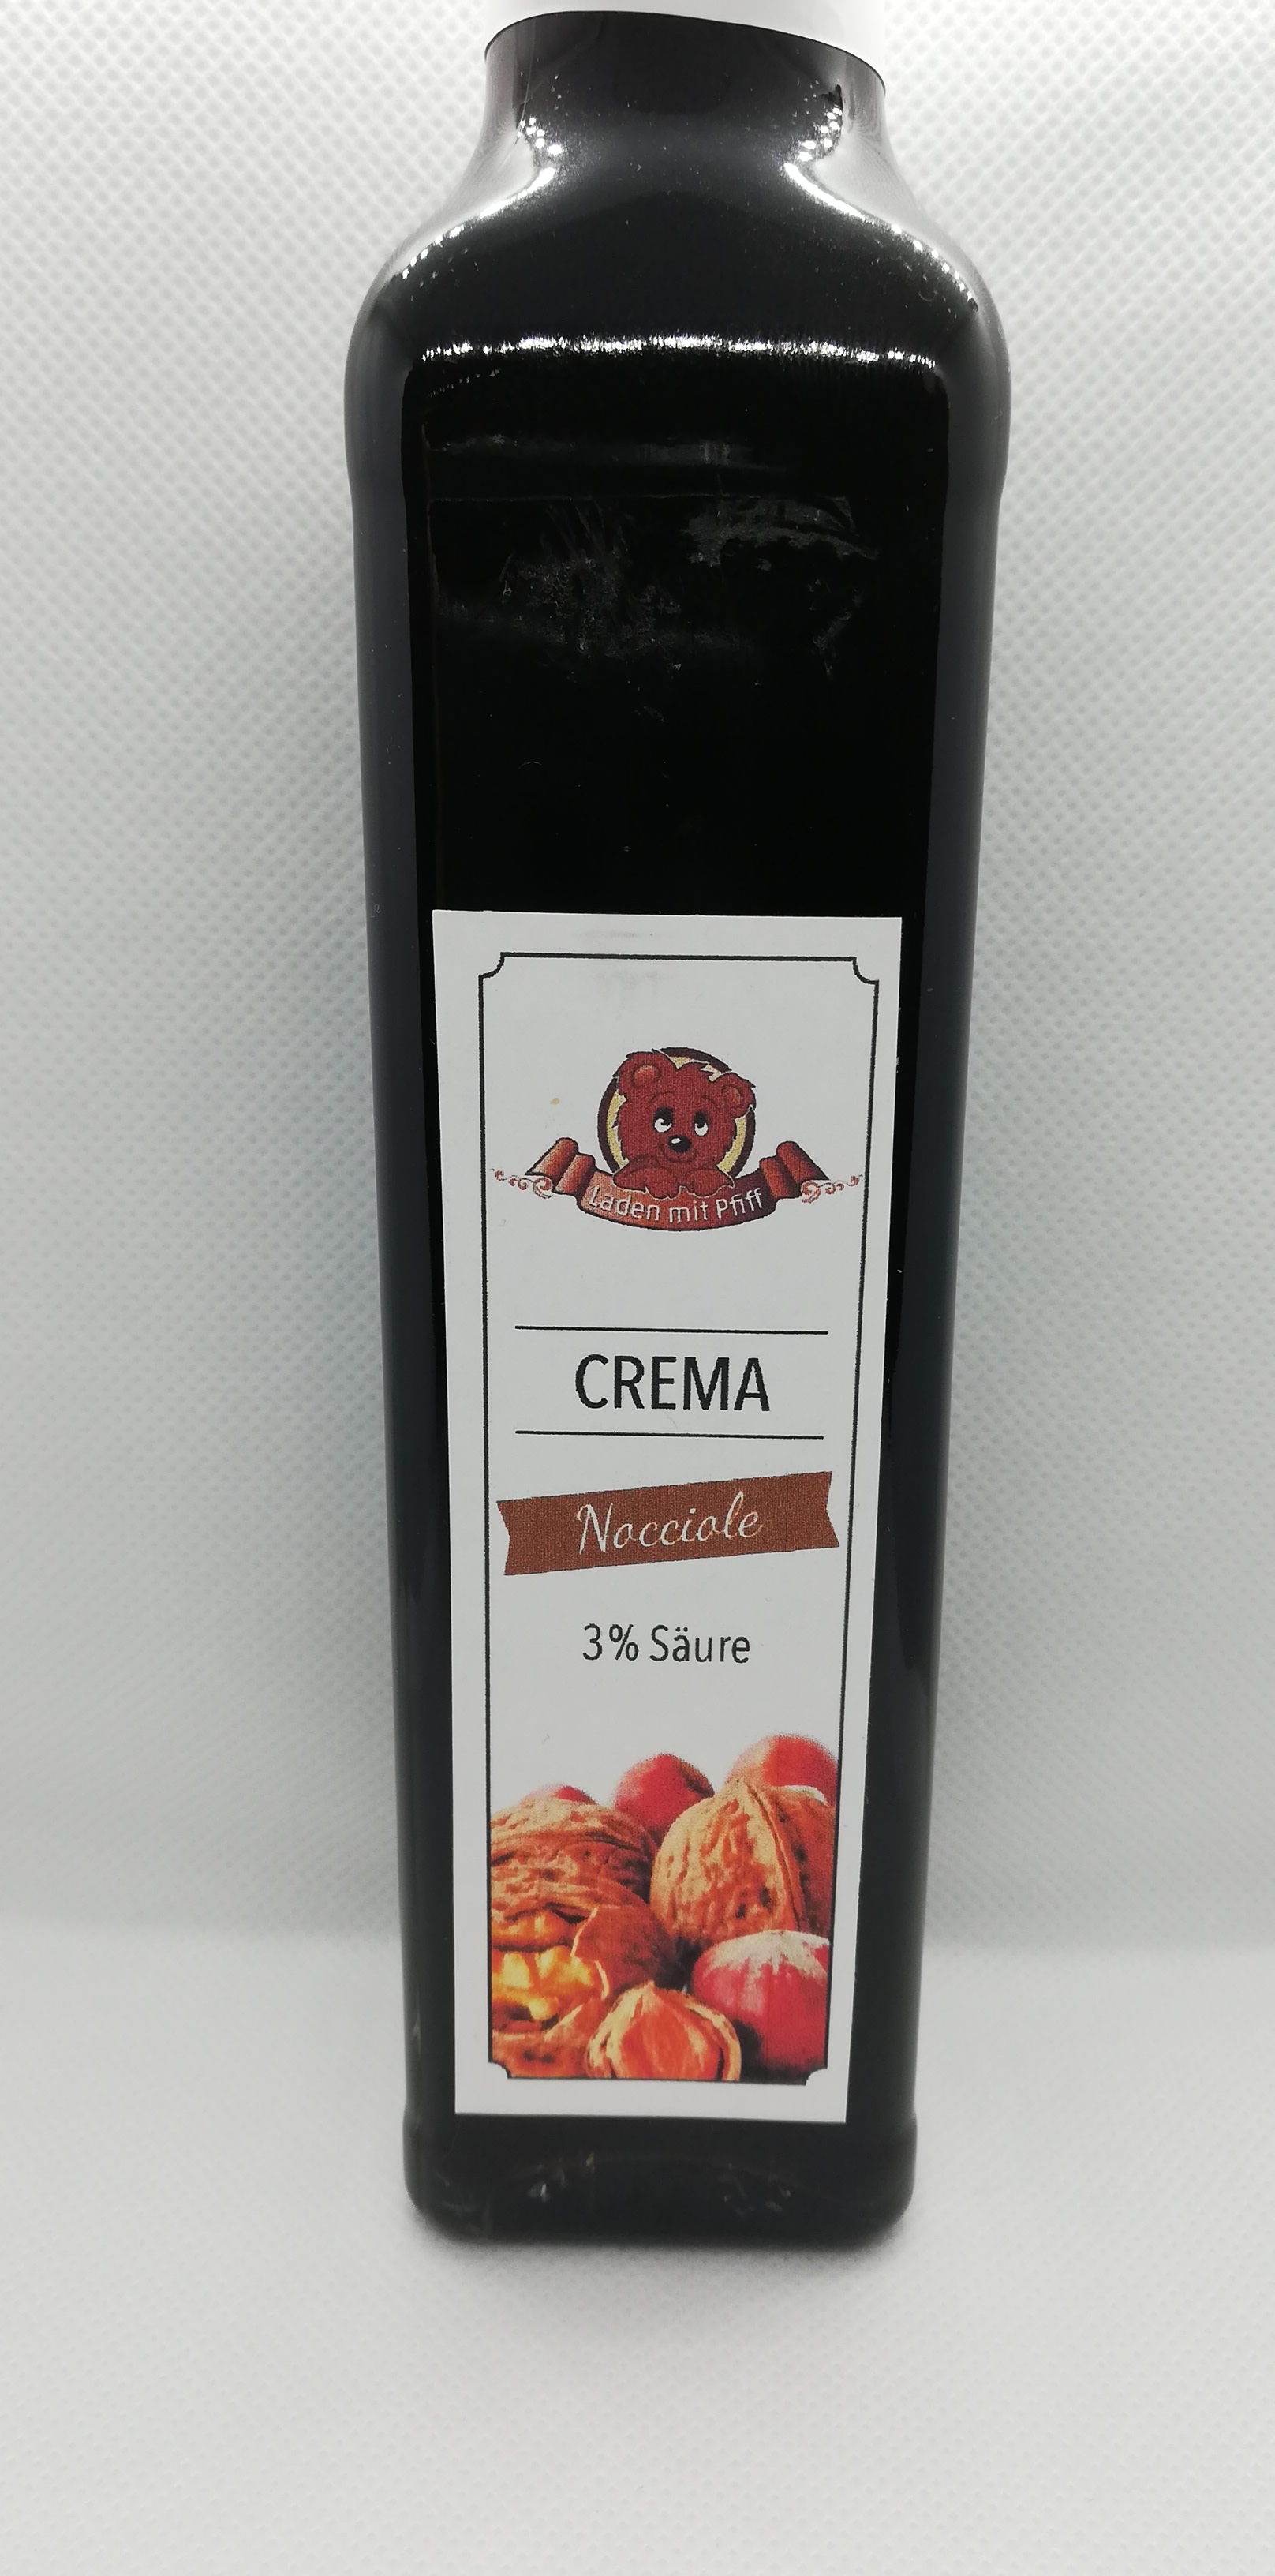 Laden mit Pfiff
CREMA
Nocciole
3% Säure